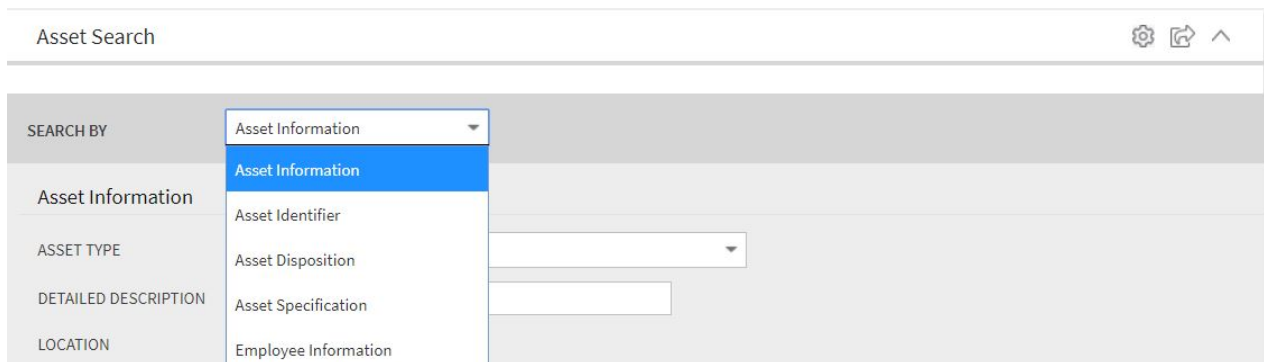 Asset Search
SEARCH BY
Asset Information
Asset Information
Asset Information
Asset Identifier
ASSET TYPE
Asset Disposition
DETAILED DESCRIPTION
Asset Specification
LOCATION
Employee Information